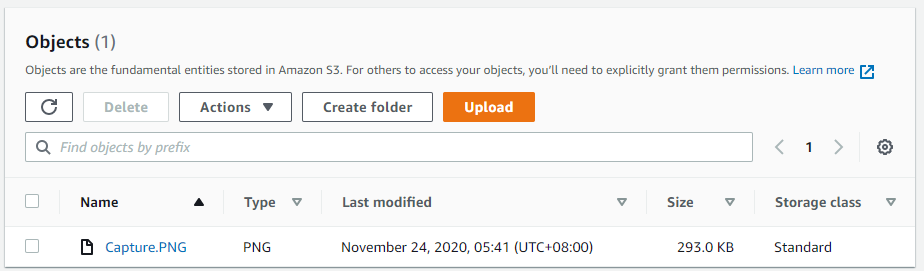 Objects (1)
Objects are the fundamental entities stored in Amazon S3. For others to access your objects, you'll need to explicitly grant them permissions. Learn more
Delete Actions Create folder Upload
Find objects by prefix 1
Name Type Last modified Size Storage class
Capture.PNG PNG November 24, 2020, 05:41 (UTC+08:00) 293.0 KB Standard